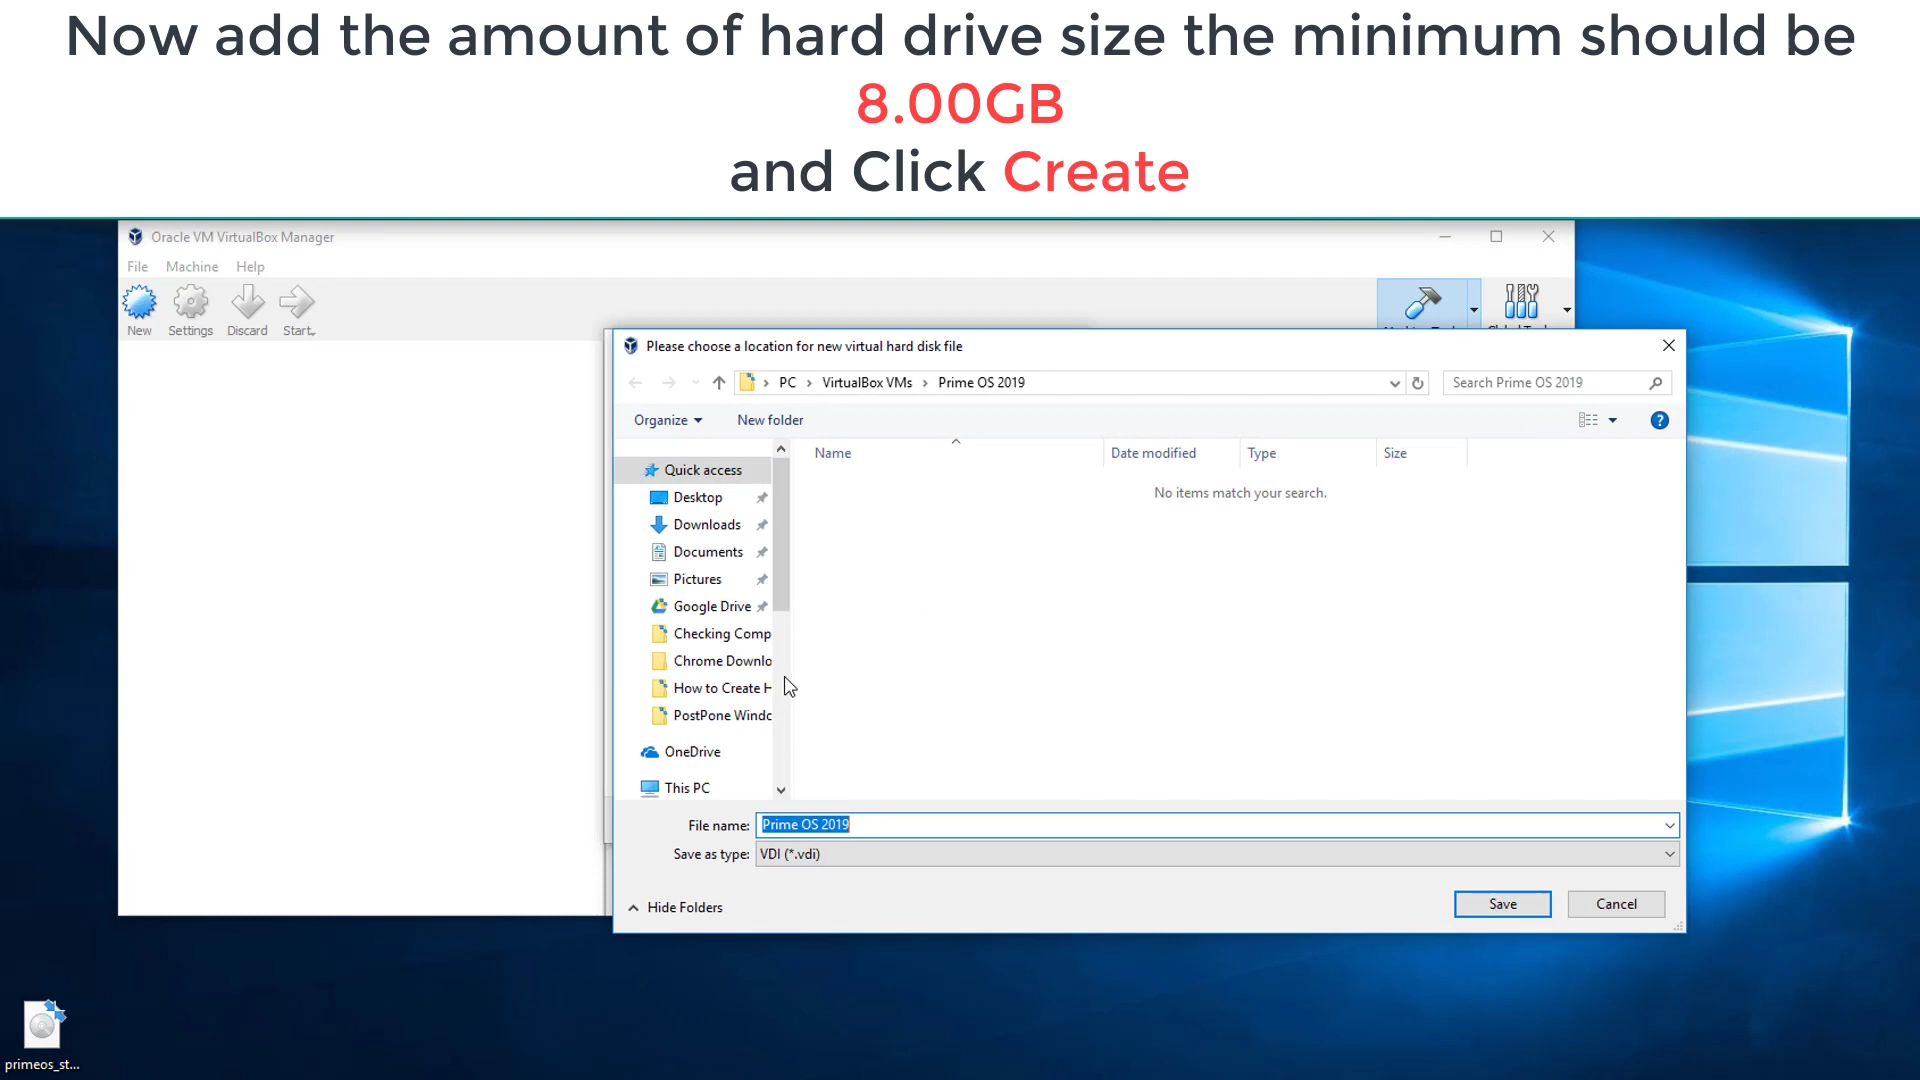 Now add the amount of hard drive size the minimum should be
8.00GB
and Click Create
Oracle VM VirtualBox Manager
File Machine Help
New Settings Discard Start
Please choose a location for new virtual hard disk file
PC VirtualBox VMs Prime OS 2019
Search Prime OS 2019
Organize New folder
Name Date modified Type Size
No items match your search.
Quick access
Desktop
Downloads
Documents
Pictures
Google Drive
Checking Comp
Chrome Downlo
How to Create H
PostPone Windo
OneDrive
This PC
File name: Prime OS 2019
Save as type: VDI (*.vdi)
Hide Folders
Save Cancel
primeos_st...